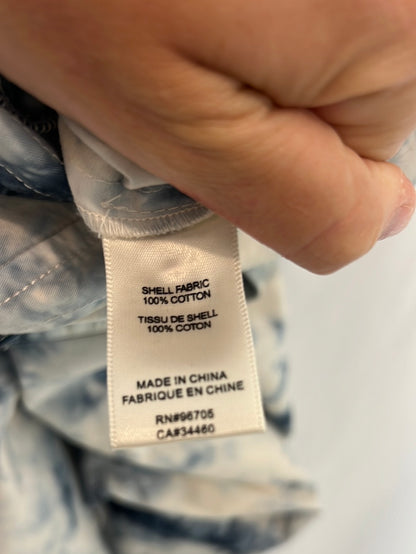 SHELL FABRIC
100% COTTON
TISSU DE SHELL
100% COTON
MADE IN CHINA
FABRIQUE EN CHINE
RN#96705
CA#34460